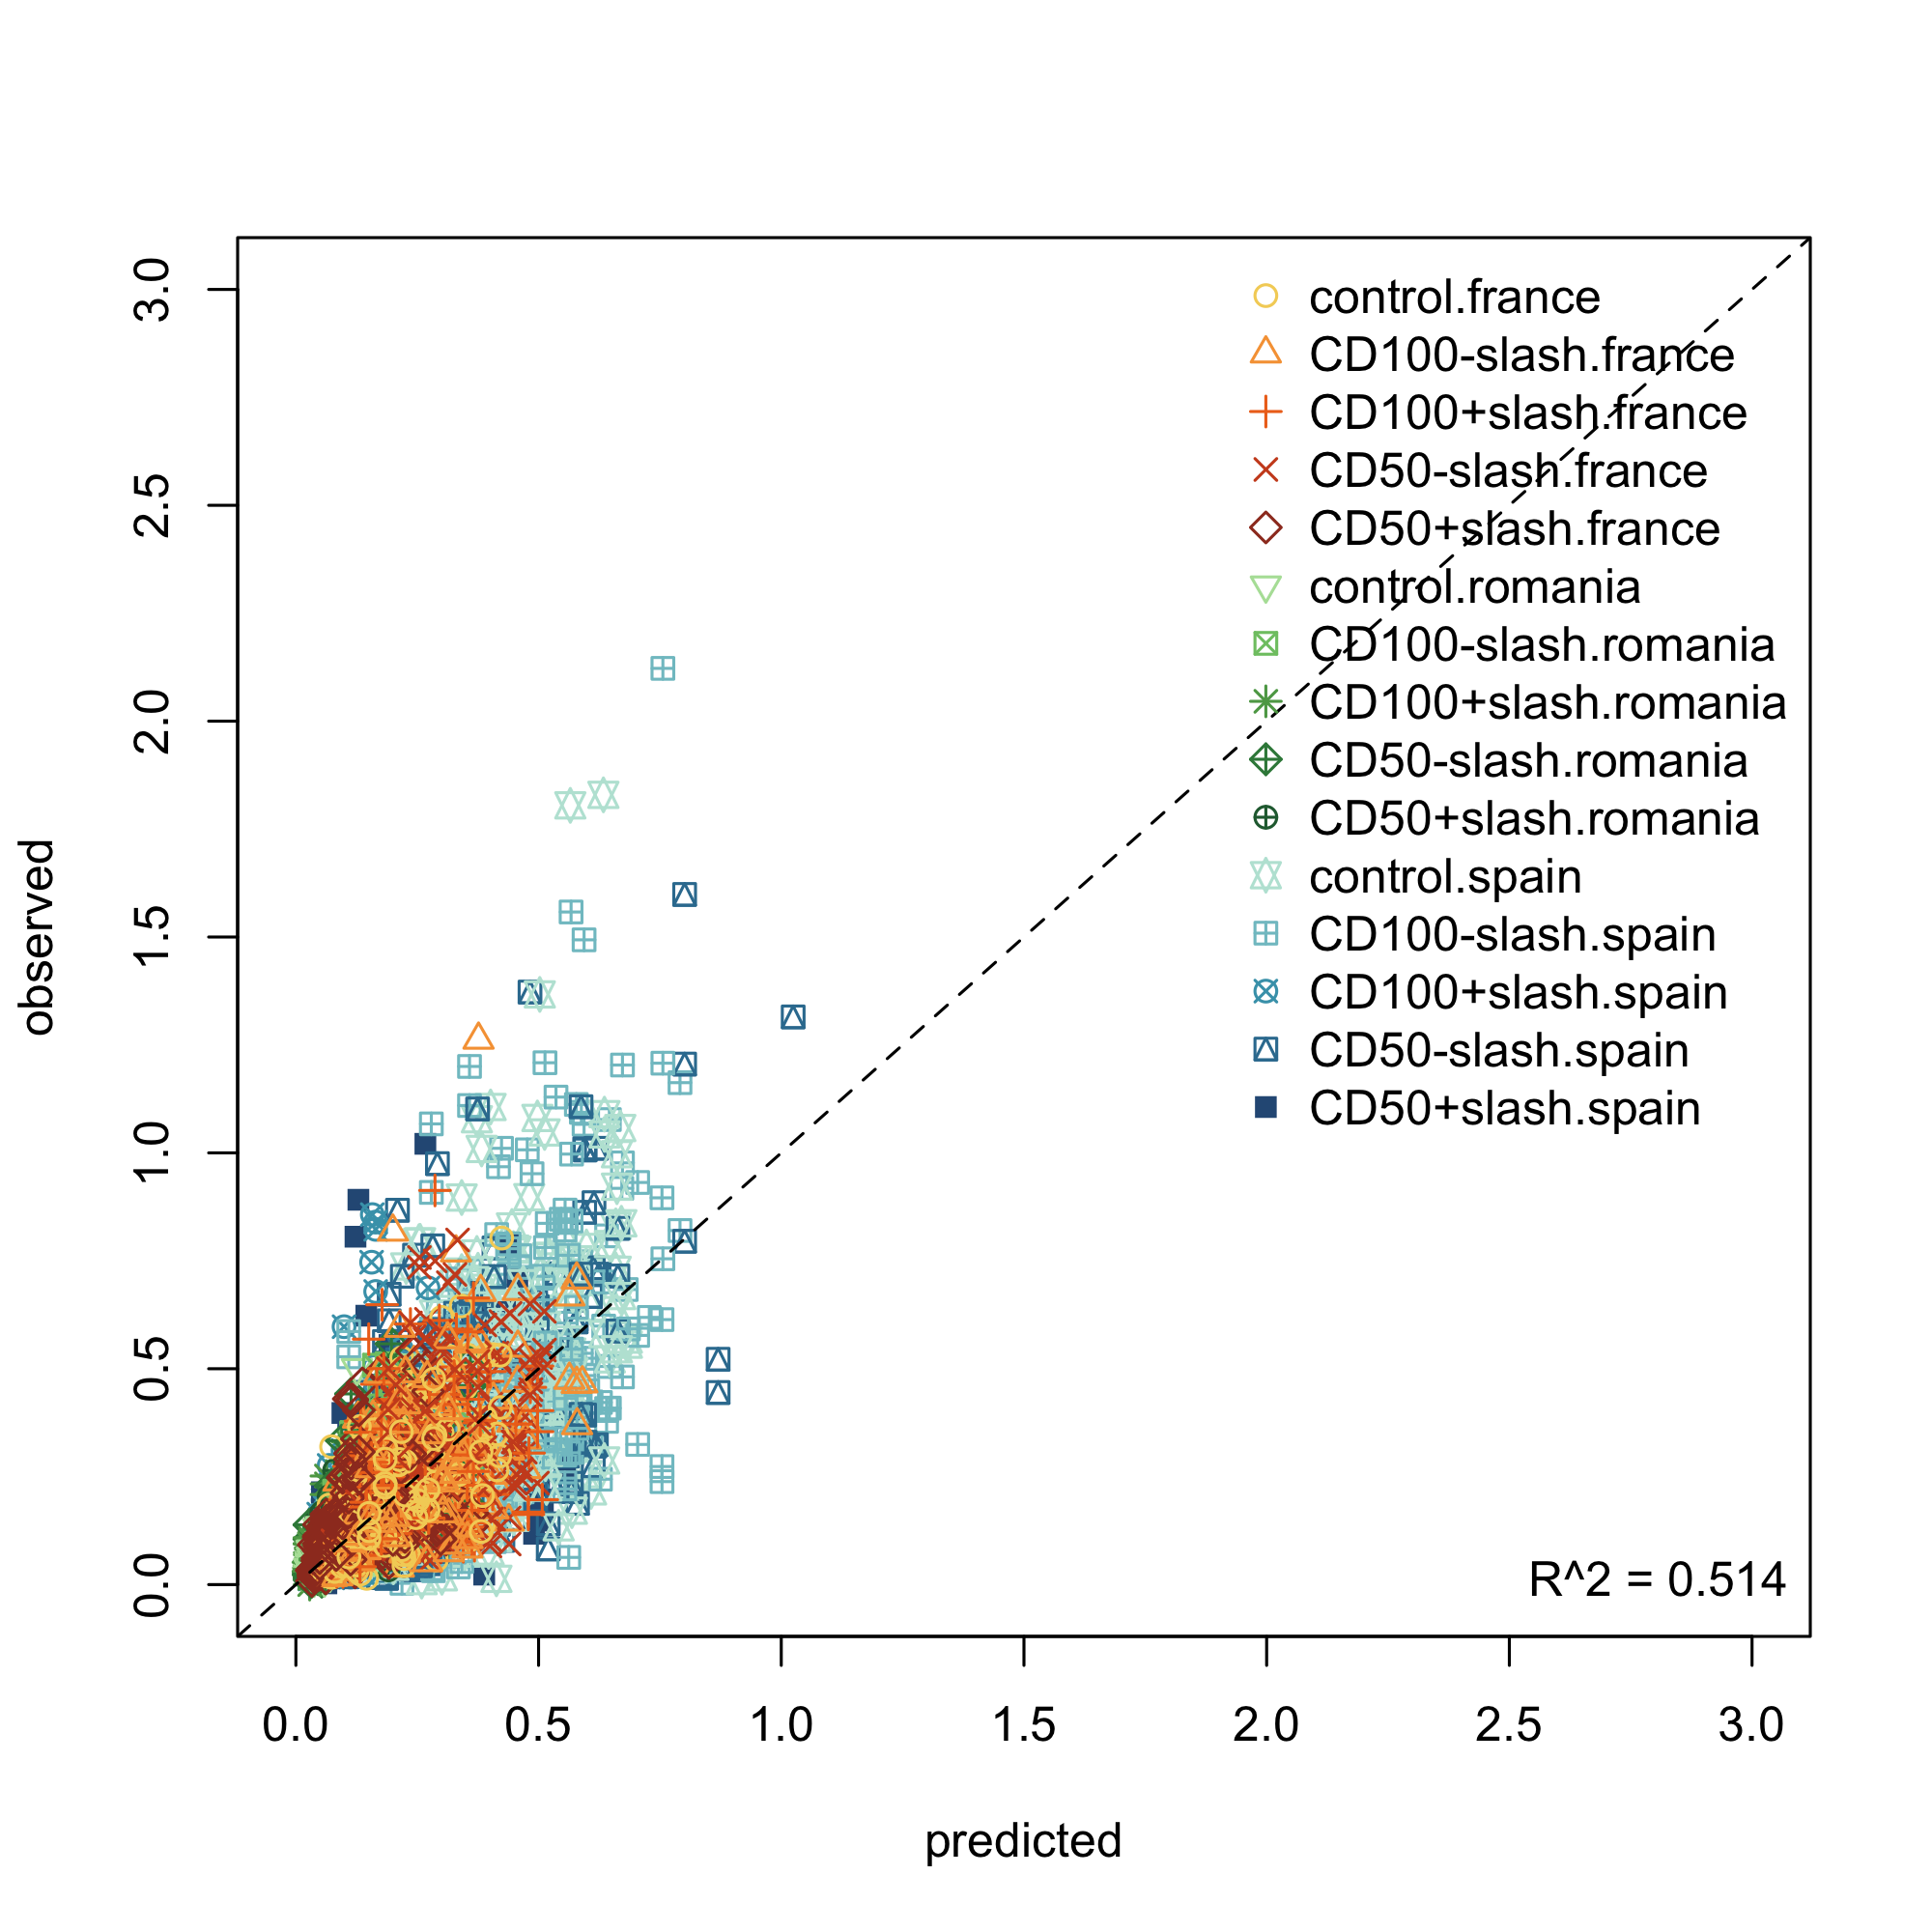 3.0
2.5
2.0
1.5
1.0
0.5
0.0
observed
control.france
CD100-slash.france
CD100+slash.france
CD50-slash.france
CD50+slash.france
control.romania
CD100-slash.romania
CD100+slash.romania
CD50-slash.romania
CD50+slash.romania
control.spain
CD100-slash.spain
CD100+slash.spain
CD50-slash.spain
CD50+slash.spain
R^2 = 0.514
0.0 0.5 1.0 1.5 2.0 2.5 3.0
predicted